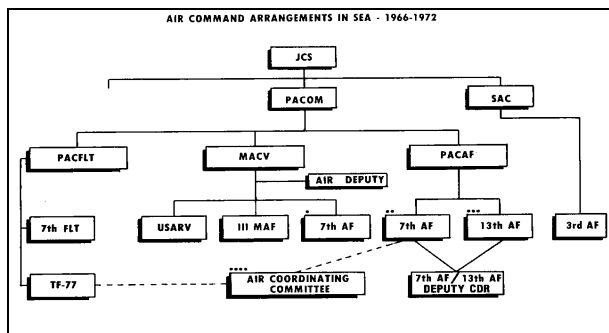 AIR COMMAND ARRANGEMENTS IN SEA - 1966-1972
JCS
PACOM
SAC
PACFLT
MACV
PACAF
AIR DEPUTY
7th FLT
USARV
III MAF
* 7th AF
** 7th AF
*** 13th AF
3rd AF
TF-77
**** AIR COORDINATING
COMMITTEE
7th AF / 13th AF
DEPUTY CDR